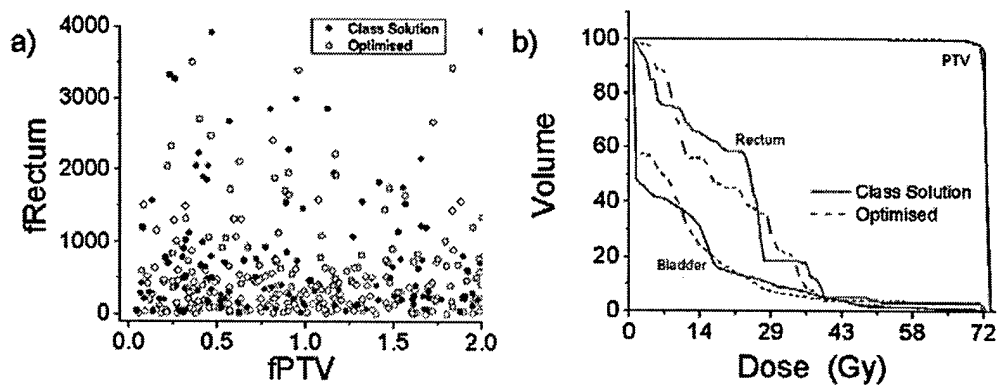 a)
Class Solution
Optimised
fRectum
4000
3000
2000
1000
0
0.0 0.5 1.0 1.5 2.0
fPTV
b)
Volume
100
80
60
40
20
0
PTV
Rectum
Class Solution
Optimised
Bladder
0 14 29 43 58 72
Dose (Gy)